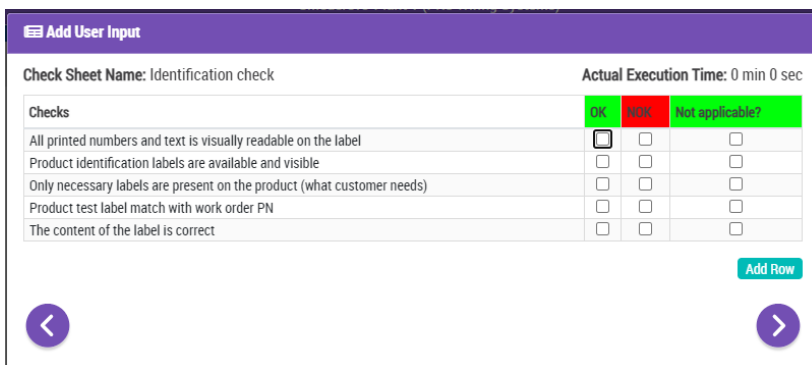 Add User Input
Check Sheet Name: Identification check
Actual Execution Time: 0 min 0 sec
Checks
OK
NOK
Not applicable?
All printed numbers and text is visually readable on the label
Product identification labels are available and visible
Only necessary labels are present on the product (what customer needs)
Product test label match with work order PN
The content of the label is correct
Add Row